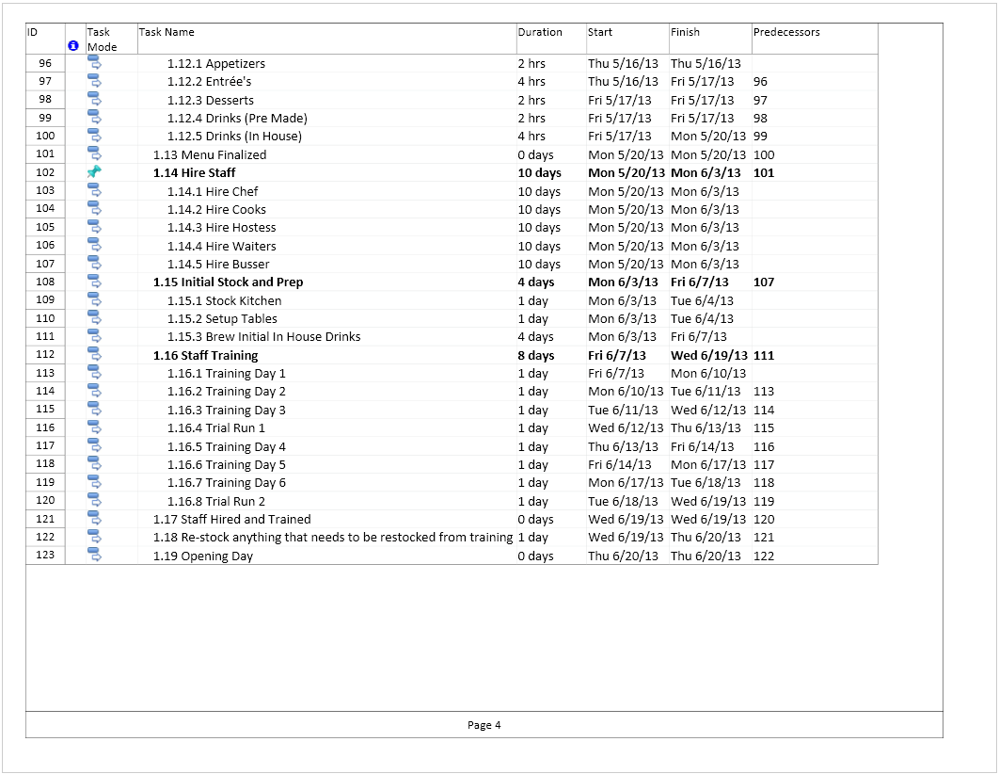 ID Task Mode Task Name Duration Start Finish Predecessors
96 1.12.1 Appetizers 2 hrs Thu 5/16/13 Thu 5/16/13
97 1.12.2 Entrée's 4 hrs Thu 5/16/13 Fri 5/17/13 96
98 1.12.3 Desserts 2 hrs Fri 5/17/13 Fri 5/17/13 97
99 1.12.4 Drinks (Pre Made) 2 hrs Fri 5/17/13 Fri 5/17/13 98
100 1.12.5 Drinks (In House) 4 hrs Fri 5/17/13 Mon 5/20/13 99
101 1.13 Menu Finalized 0 days Mon 5/20/13 Mon 5/20/13 100
102 1.14 Hire Staff 10 days Mon 5/20/13 Mon 6/3/13 101
103 1.14.1 Hire Chef 10 days Mon 5/20/13 Mon 6/3/13
104 1.14.2 Hire Cooks 10 days Mon 5/20/13 Mon 6/3/13
105 1.14.3 Hire Hostess 10 days Mon 5/20/13 Mon 6/3/13
106 1.14.4 Hire Waiters 10 days Mon 5/20/13 Mon 6/3/13
107 1.14.5 Hire Busser 10 days Mon 5/20/13 Mon 6/3/13
108 1.15 Initial Stock and Prep 4 days Mon 6/3/13 Fri 6/7/13 107
109 1.15.1 Stock Kitchen 1 day Mon 6/3/13 Tue 6/4/13
110 1.15.2 Setup Tables 1 day Mon 6/3/13 Tue 6/4/13
111 1.15.3 Brew Initial In House Drinks 4 days Mon 6/3/13 Fri 6/7/13
112 1.16 Staff Training 8 days Fri 6/7/13 Wed 6/19/13 111
113 1.16.1 Training Day 1 1 day Fri 6/7/13 Mon 6/10/13
114 1.16.2 Training Day 2 1 day Mon 6/10/13 Tue 6/11/13 113
115 1.16.3 Training Day 3 1 day Tue 6/11/13 Wed 6/12/13 114
116 1.16.4 Trial Run 1 1 day Wed 6/12/13 Thu 6/13/13 115
117 1.16.5 Training Day 4 1 day Thu 6/13/13 Fri 6/14/13 116
118 1.16.6 Training Day 5 1 day Fri 6/14/13 Mon 6/17/13 117
119 1.16.7 Training Day 6 1 day Mon 6/17/13 Tue 6/18/13 118
120 1.16.8 Trial Run 2 1 day Tue 6/18/13 Wed 6/19/13 119
121 1.17 Staff Hired and Trained 0 days Wed 6/19/13 Wed 6/19/13 120
122 1.18 Re-stock anything that needs to be restocked from training 1 day Wed 6/19/13 Thu 6/20/13 121
123 1.19 Opening Day 0 days Thu 6/20/13 Thu 6/20/13 122
Page 4